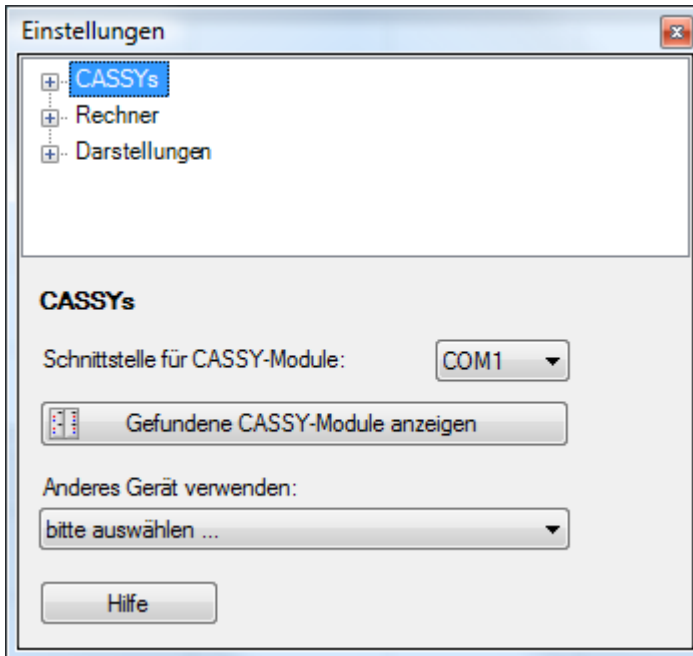 Einstellungen
CASSYs
Rechner
Darstellungen
CASSYs
Schnittstelle für CASSY-Module: COM1
Gefundene CASSY-Module anzeigen
Anderes Gerät verwenden:
bitte auswählen ...
Hilfe